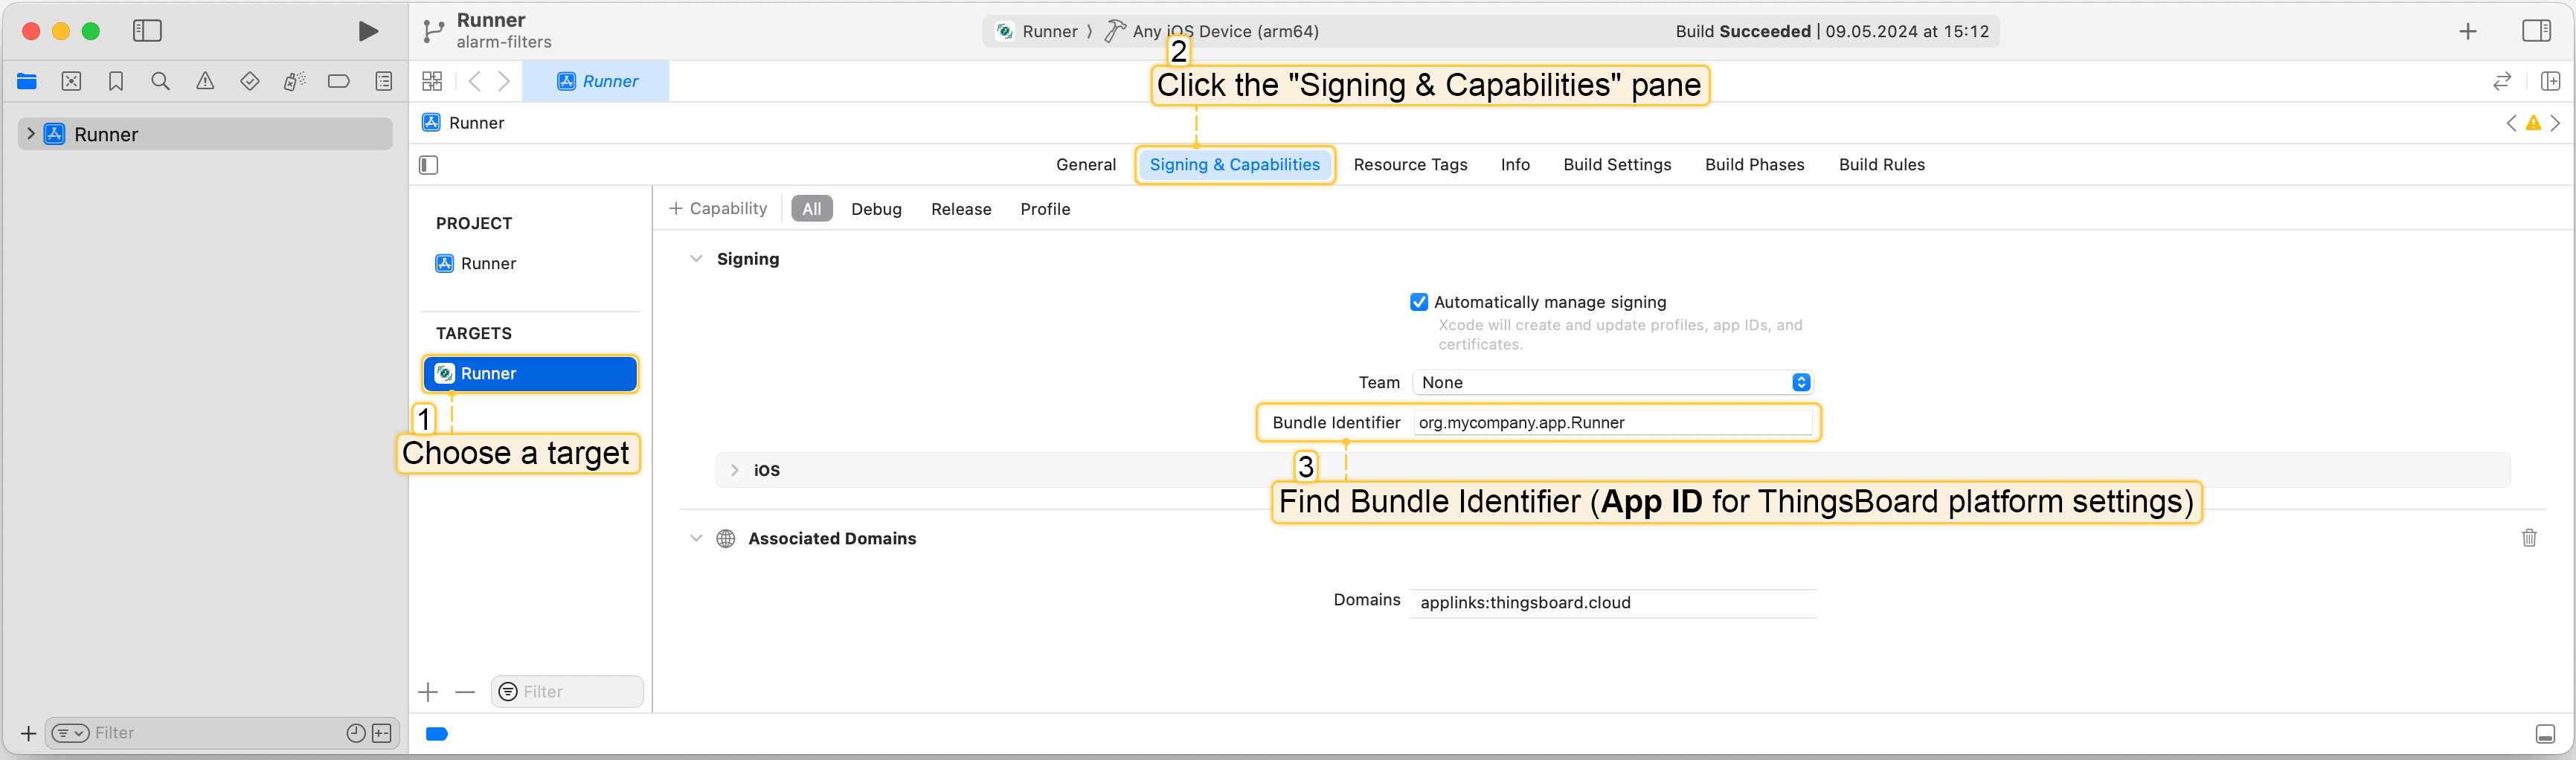 Runner
alarm-filters
Runner
Any iOS Device (arm64)
Build Succeeded | 09.05.2024 at 15:12
2
Click the "Signing & Capabilities" pane
Runner
Runner
Runner
General
Signing & Capabilities
Resource Tags
Info
Build Settings
Build Phases
Build Rules
+ Capability
All
Debug
Release
Profile
PROJECT
Runner
TARGETS
Runner
1
Choose a target
Signing
Automatically manage signing
Xcode will create and update profiles, app IDs, and
certificates.
Team
None
Bundle Identifier
org.mycompany.app.Runner
iOS
3
Find Bundle Identifier (App ID for ThingsBoard platform settings)
Associated Domains
Domains
applinks:thingsboard.cloud
Filter
Filter